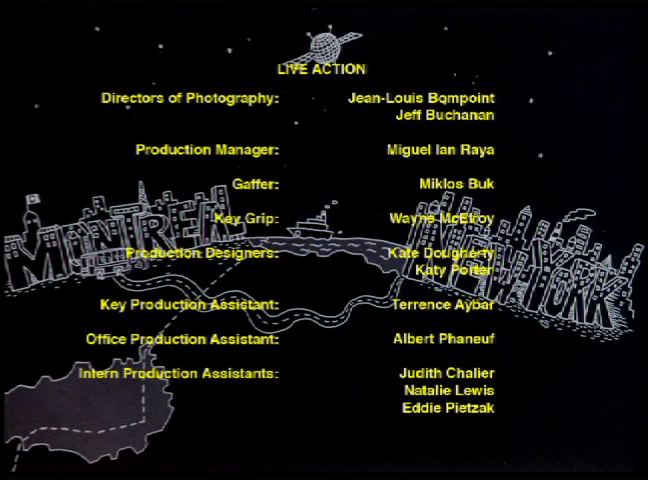 LIVE ACTION
Directors of Photography: Jean-Louis Bompoint
Jeff Buchanan
Production Manager: Miguel Ian Raya
Gaffer: Miklos Buk
Key Grip: Wayne McElroy
Production Designers: Kate Dougherty
Katy Porter
Key Production Assistant: Terrence Aybar
Office Production Assistant: Albert Phaneuf
Intern Production Assistants: Judith Chalier
Natalie Lewis
Eddie Pietzak
MONTREAL
NEW YORK